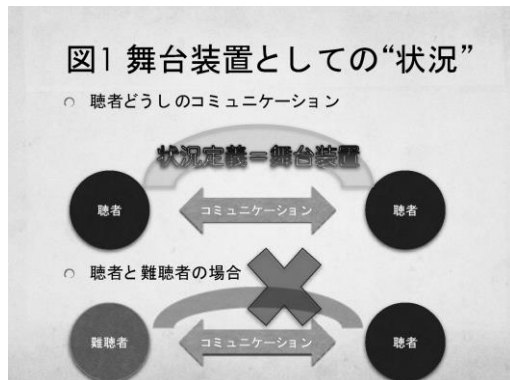 図1 舞台装置としての“状況”
聴者どうしのコミュニケーション
状況定義＝舞台装置
聴者
コミュニケーション
聴者
聴者と難聴者の場合
難聴者
コミュニケーション
聴者